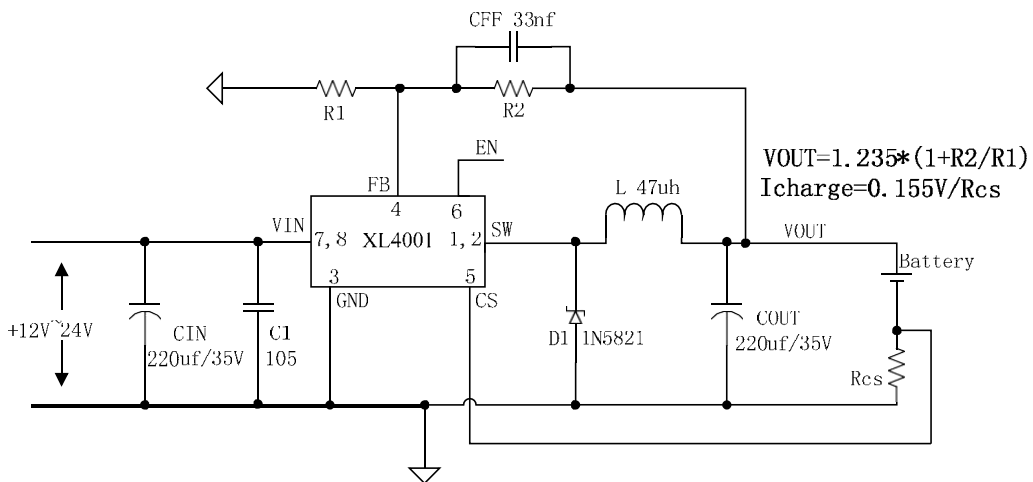 CFF 33nf
R1
R2
EN
VOUT=1.235*(1+R2/R1)
Icharge=0.155V/Rcs
FB
L 47uh
4
6
VIN
7,8
XL4001
1,2
SW
VOUT
3
5
GND
CS
Battery
+12V~24V
CIN
220uf/35V
C1
105
D1 1N5821
COUT
220uf/35V
Rcs